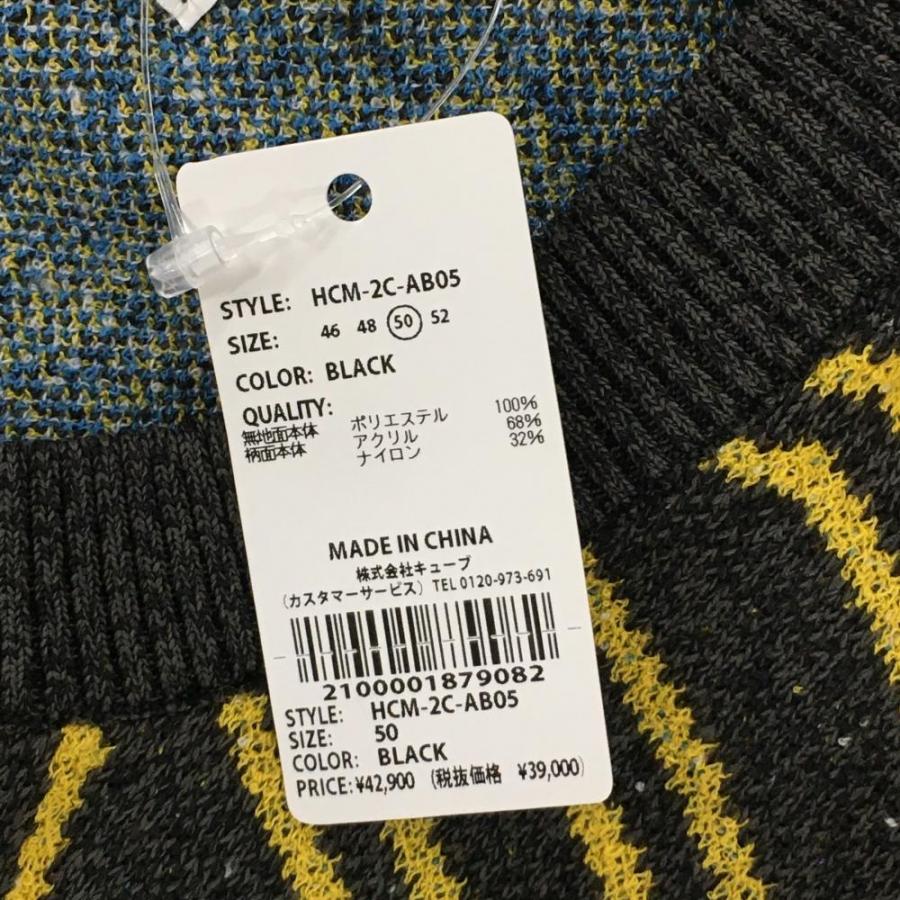 STYLE: HCM-2C-AB05
SIZE: 46 48 50 52
COLOR: BLACK
QUALITY:
無地面本体 ポリエステル 100%
柄面本体 アクリル 68%
ナイロン 32%
MADE IN CHINA
株式会社キューブ
(カスタマーサービス) TEL 0120-973-691
2100001879082
STYLE: HCM-2C-AB05
SIZE: 50
COLOR: BLACK
PRICE: ¥42,900 (税抜価格 ¥39,000)